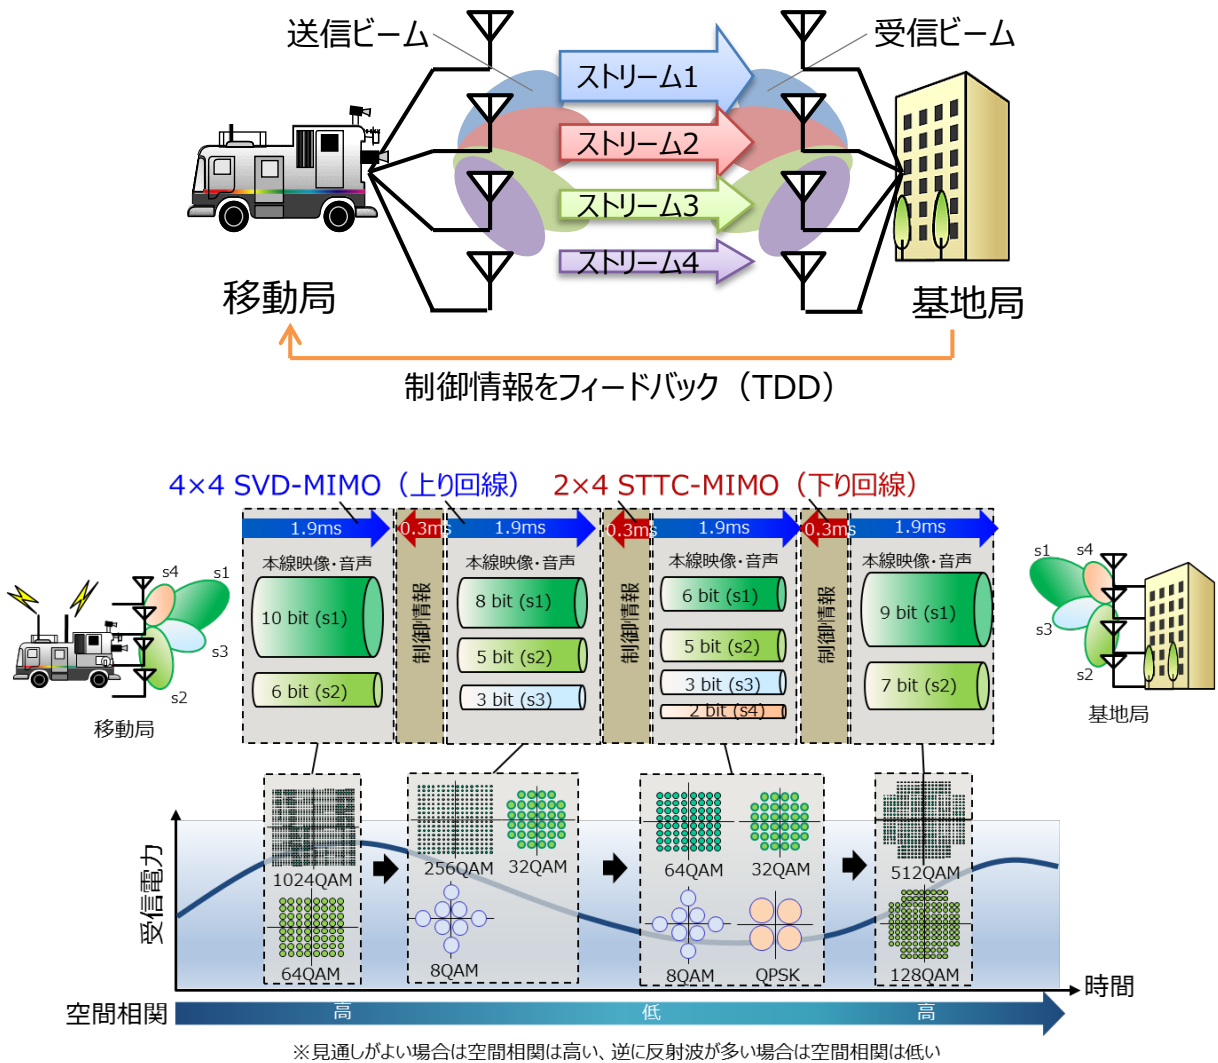 送信ビーム
受信ビーム
ストリーム1
ストリーム2
ストリーム3
ストリーム4
移動局
基地局
制御情報をフィードバック（TDD）
4×4 SVD-MIMO（上り回線）
2×4 STTC-MIMO（下り回線）
1.9ms
0.3ms
1.9ms
0.3ms
1.9ms
0.3ms
1.9ms
本線映像・音声
10 bit (s1)
6 bit (s2)
制御情報
本線映像・音声
8 bit (s1)
5 bit (s2)
3 bit (s3)
制御情報
本線映像・音声
6 bit (s1)
5 bit (s2)
3 bit (s3)
2 bit (s4)
制御情報
本線映像・音声
9 bit (s1)
7 bit (s2)
s4
s1
s3
s2
移動局
s1
s4
s3
s2
基地局
受信電力
1024QAM
64QAM
256QAM
32QAM
8QAM
64QAM
32QAM
8QAM
QPSK
512QAM
128QAM
時間
空間相関
高
低
高
※見通しがよい場合は空間相関は高い、逆に反射波が多い場合は空間相関は低い